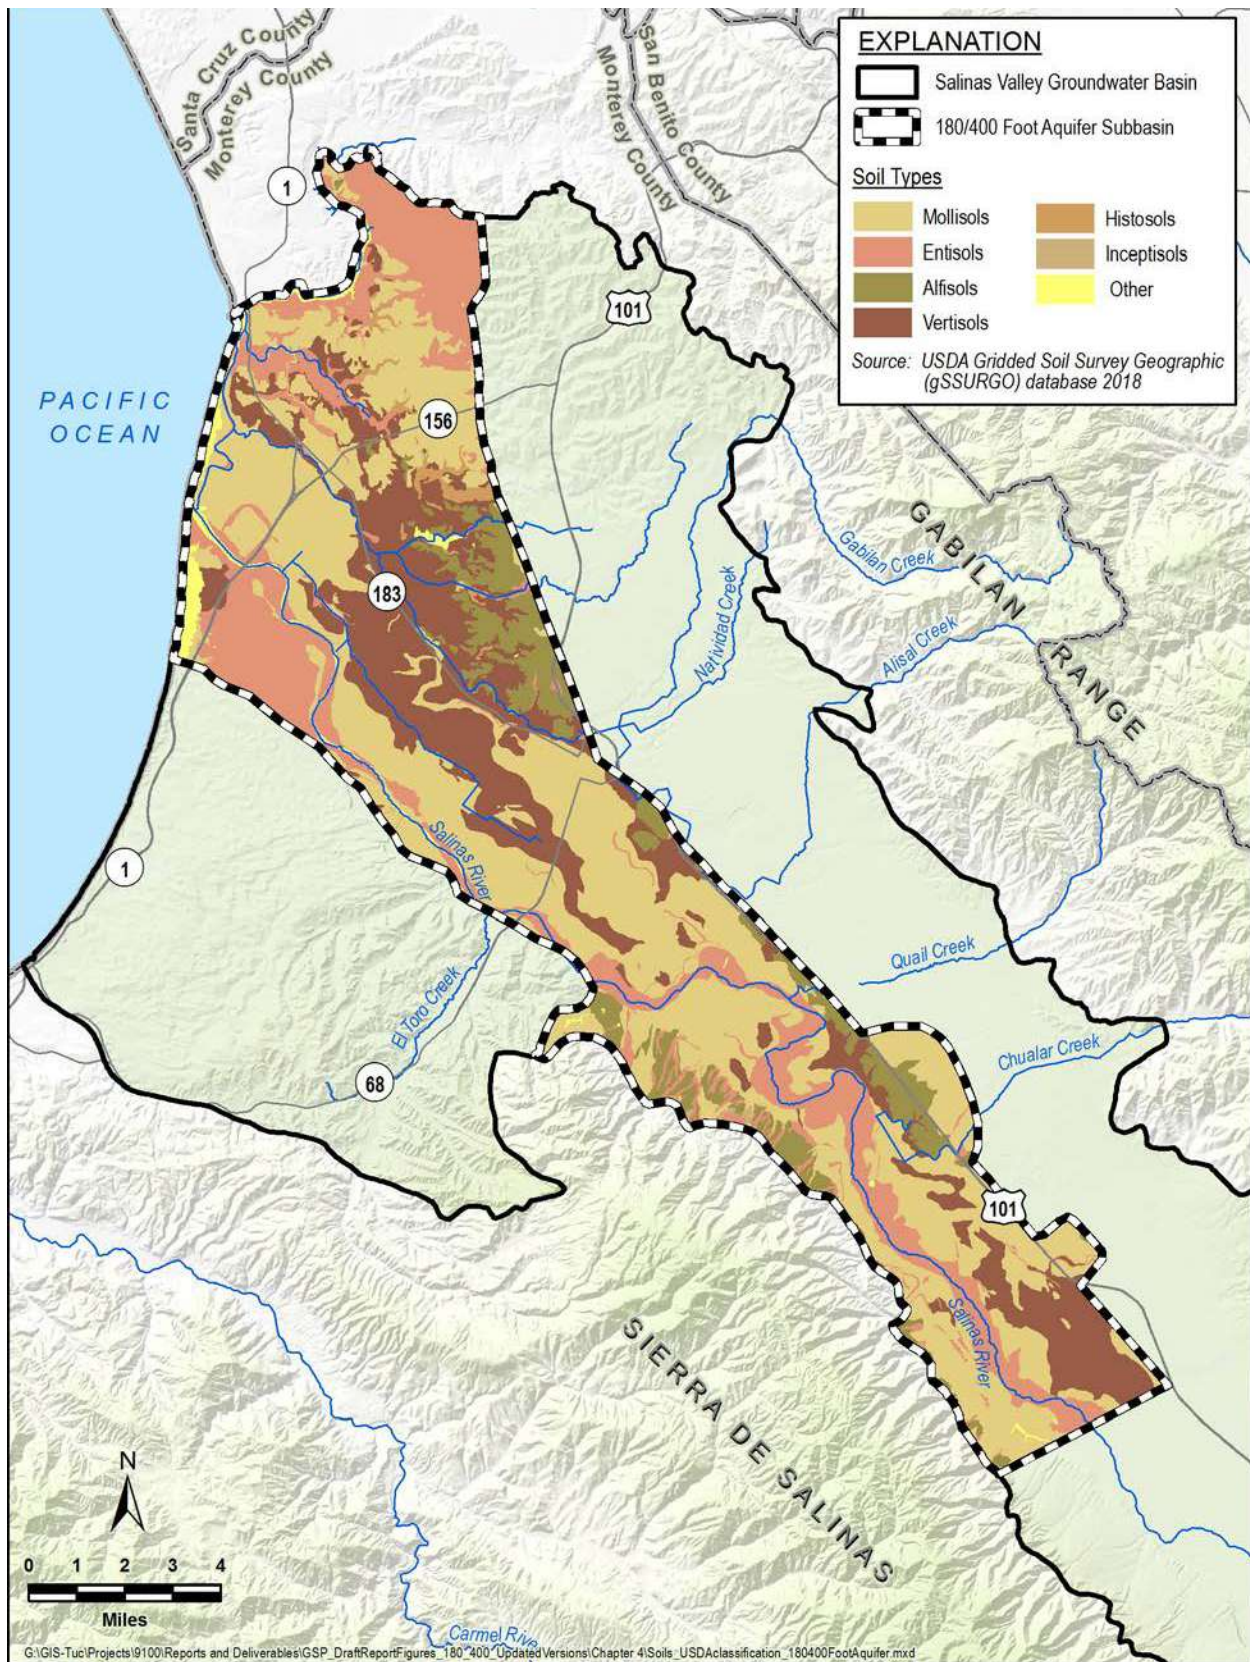 Santa Cruz County
Monterey County
San Benito County
Monterey County
EXPLANATION
Salinas Valley Groundwater Basin
180/400 Foot Aquifer Subbasin
Soil Types
Mollisols
Histosols
Entisols
Inceptisols
Alfisols
Other
Vertisols
Source: USDA Gridded Soil Survey Geographic
(gSSURGO) database 2018
1
101
PACIFIC
OCEAN
156
GABILAN
RANGE
Gabilan Creek
183
Natividad Creek
Alisal Creek
Salinas River
1
Quail Creek
El Toro Creek
Chualar Creek
68
101
Salinas River
SIERRA DE SALINAS
N
0 1 2 3 4
Miles
Carmel River
G:\GIS-Tuc\Projects\9100\Reports and Deliverables\GSP_DraftReportFigures_180_400_UpdatedVersions\Chapter 4\Soils_USDAclassification_180400FootAquifer.mxd